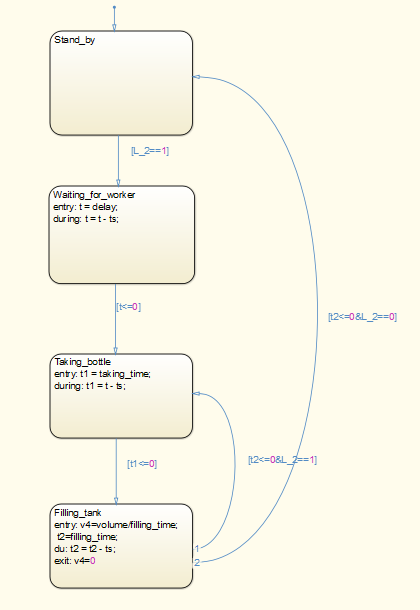 Stand_by
[L_2==1]
Waiting_for_worker
entry: t = delay;
during: t = t - ts;
[t<=0]
[t2<=0&L_2==0]
Taking_bottle
entry: t1 = taking_time;
during: t1 = t - ts;
[t1<=0]
[t2<=0&L_2==1]
Filling_tank
entry: v4=volume/filling_time;
t2=filling_time;
du: t2 = t2 - ts;
exit: v4=0
1
2